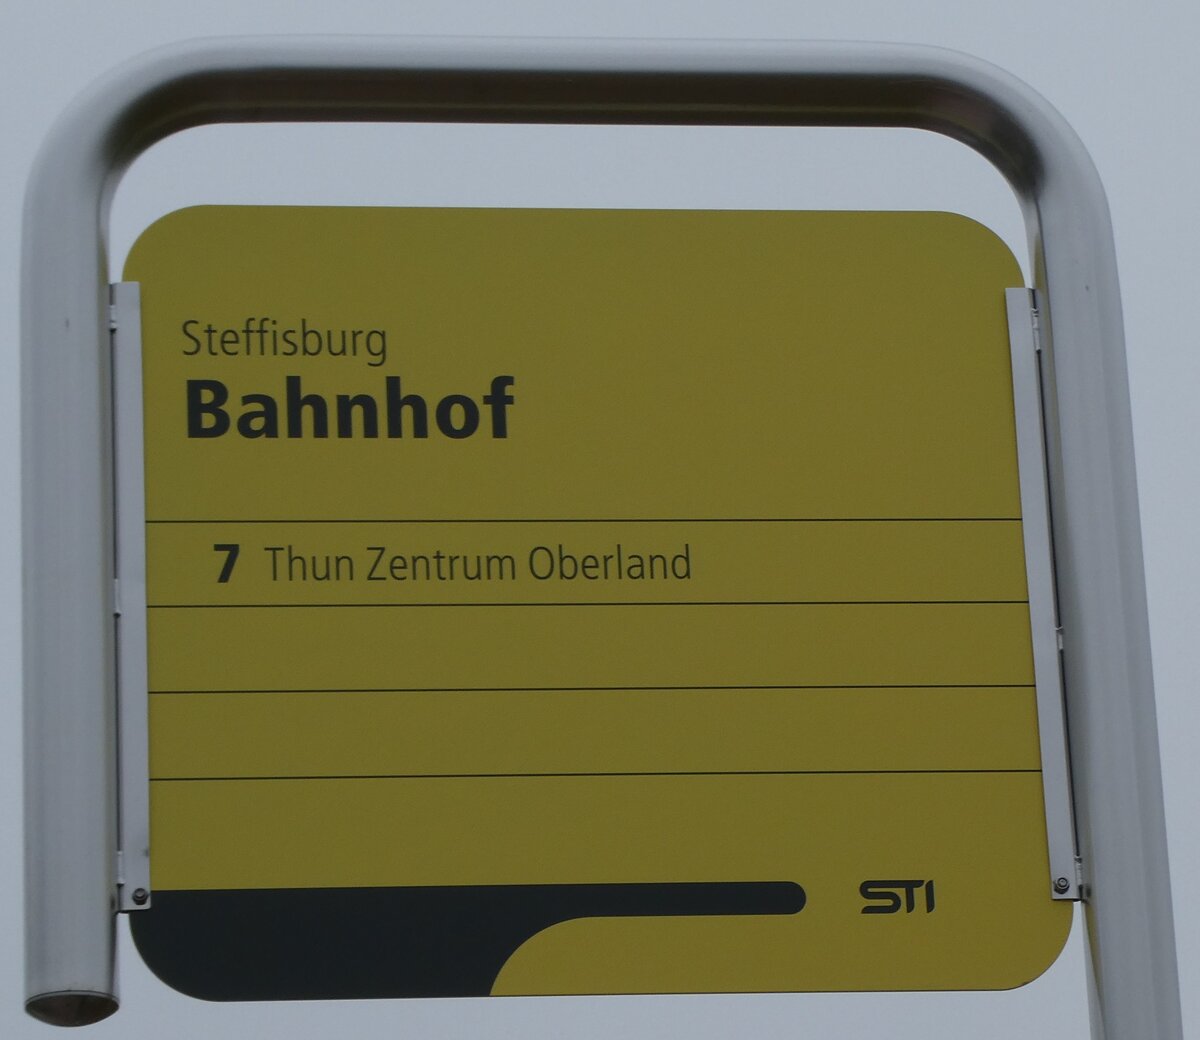 Steffisburg
Bahnhof
7 Thun Zentrum Oberland
STI